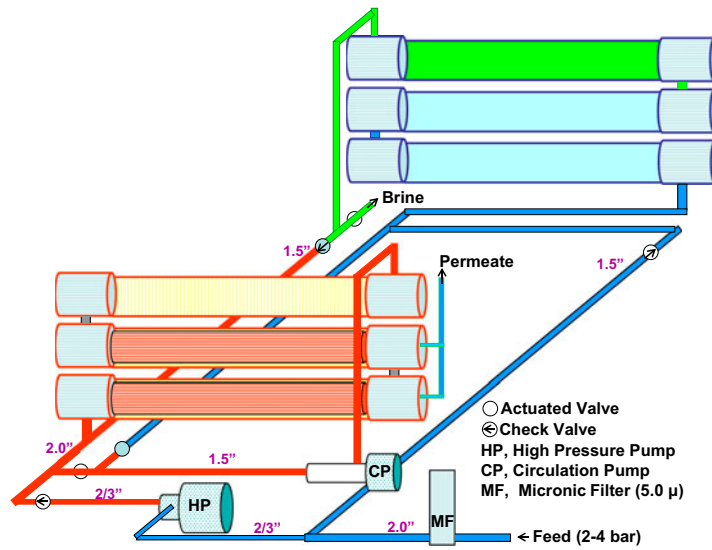 Brine
1.5”
Permeate
1.5”
2.0”
1.5”
CP
2/3”
HP
2/3”
2.0”
MF
Feed (2-4 bar)
Actuated Valve
Check Valve
HP, High Pressure Pump
CP, Circulation Pump
MF, Micronic Filter (5.0 μ)